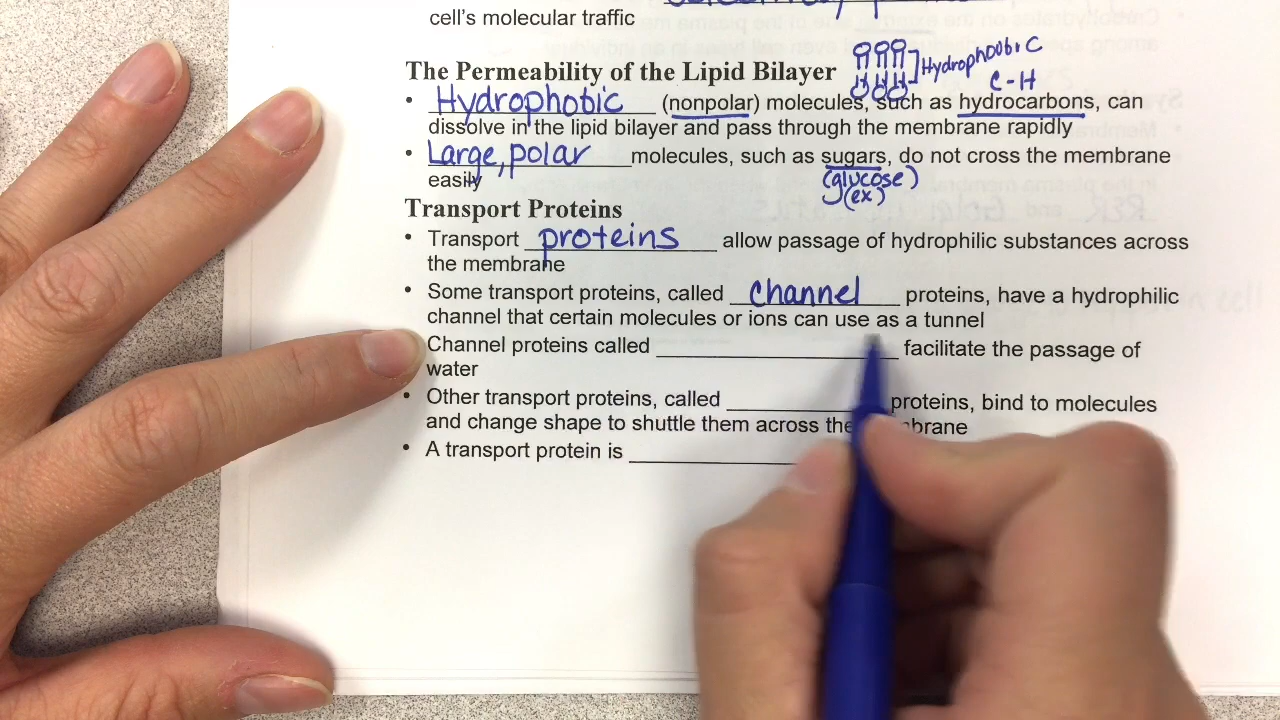 cell's molecular traffic
The Permeability of the Lipid Bilayer
Hydrophobic
C-H
• Hydrophobic (nonpolar) molecules, such as hydrocarbons, can
dissolve in the lipid bilayer and pass through the membrane rapidly
• Large, polar molecules, such as sugars, do not cross the membrane
easily
(glucose)
(ex)
Transport Proteins
• Transport proteins allow passage of hydrophilic substances across
the membrane
• Some transport proteins, called channel proteins, have a hydrophilic
channel that certain molecules or ions can use as a tunnel
Channel proteins called ____ facilitate the passage of
water
• Other transport proteins, called ____ proteins, bind to molecules
and change shape to shuttle them across the
• A transport protein is ____